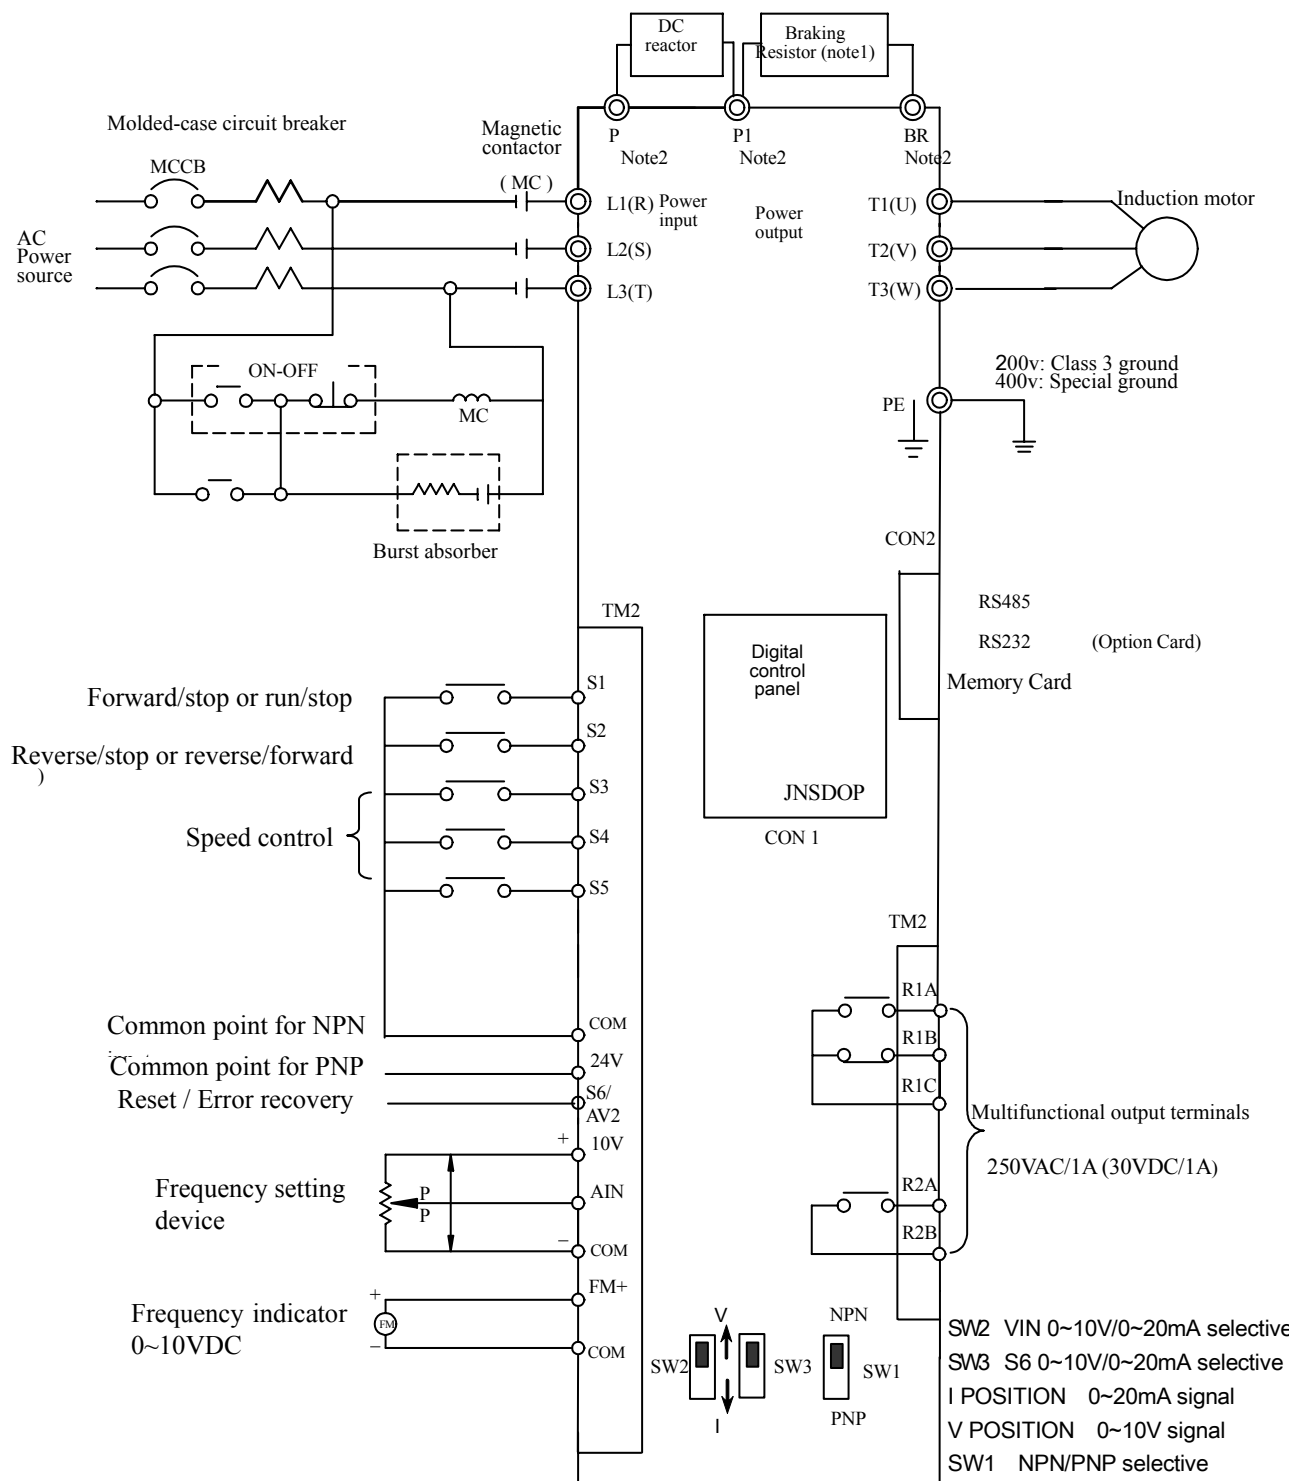 DC
reactor
Braking
Resistor (note1)
P
P1
BR
Note2
Note2
Note2
Molded-case circuit breaker
Magnetic
contactor
MCCB
( MC )
L1(R)
Power
input
Power
output
T1(U)
Induction motor
AC
Power
source
L2(S)
T2(V)
L3(T)
T3(W)
ON-OFF
MC
200v: Class 3 ground
400v: Special ground
PE
Burst absorber
CON2
RS485
RS232
(Option Card)
Memory Card
TM2
Digital
control
panel
JNSDOP
CON 1
Forward/stop or run/stop
S1
Reverse/stop or reverse/forward
)
S2
S3
Speed control
S4
S5
TM2
Common point for NPN
COM
Common point for PNP
24V
Reset / Error recovery
S6/
AV2
R1A
R1B
R1C
Multifunctional output terminals
250VAC/1A (30VDC/1A)
R2A
R2B
+
10V
Frequency setting
device
P
P
AIN
−
COM
Frequency indicator
0~10VDC
+
FM
−
FM+
COM
V
I
SW2
SW3
NPN
SW1
PNP
SW2 VIN 0~10V/0~20mA selective
SW3 S6 0~10V/0~20mA selective
I POSITION 0~20mA signal
V POSITION 0~10V signal
SW1 NPN/PNP selective